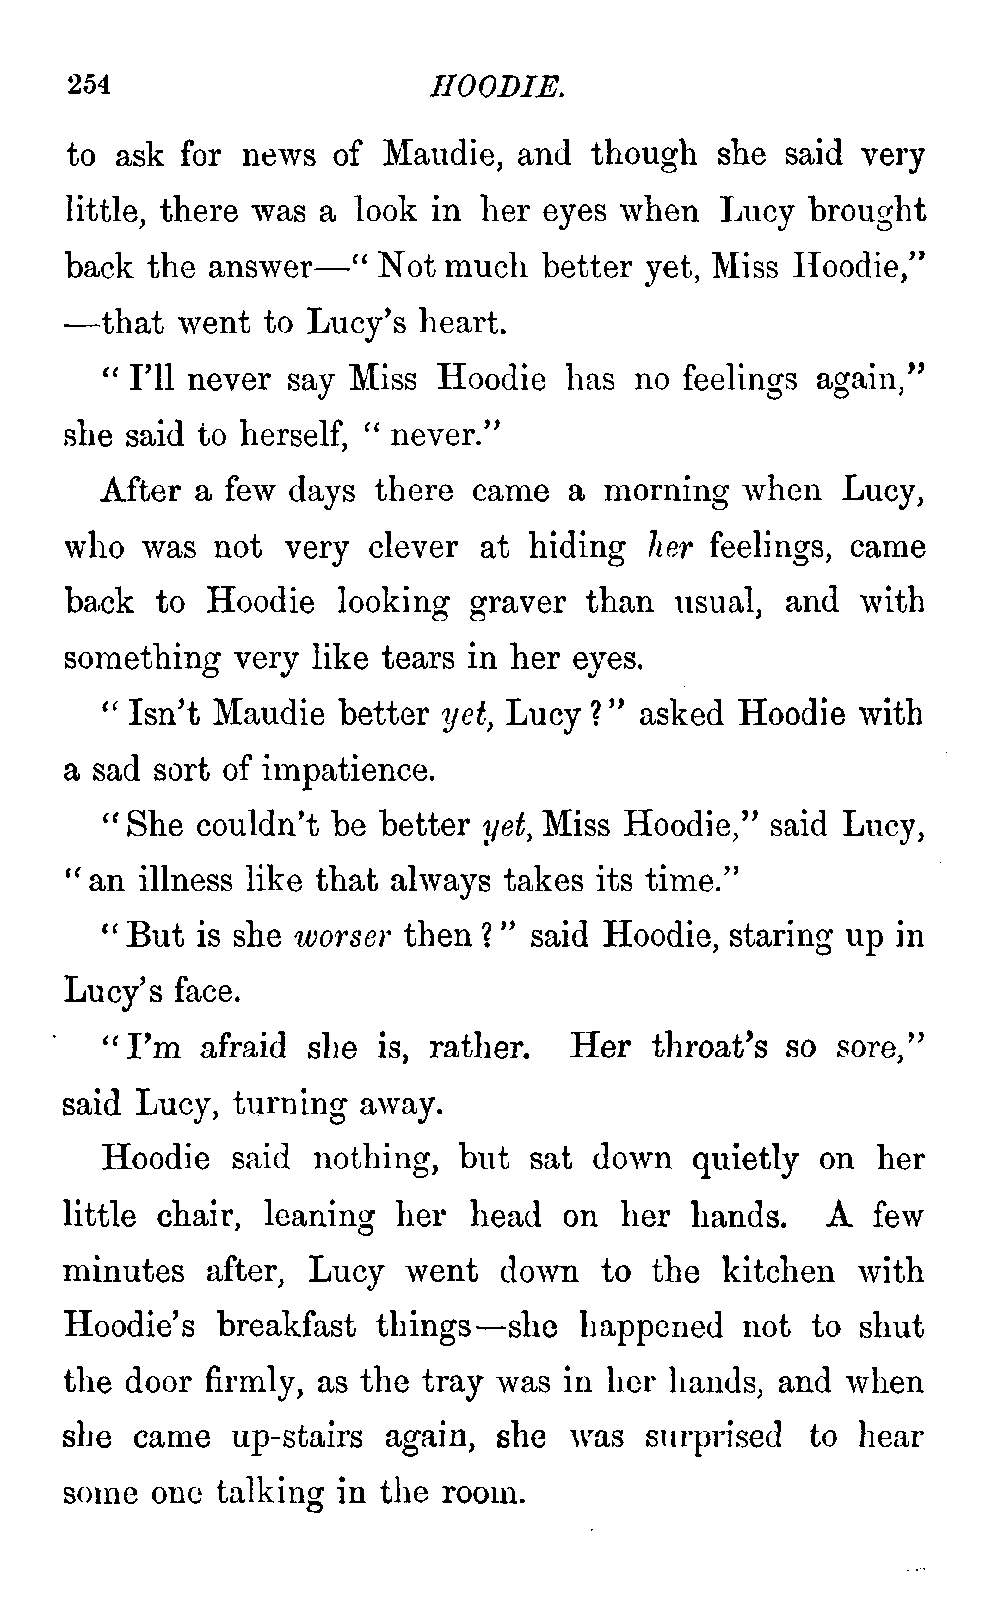 254 HOODIE.
to ask for news of Maudie, and though she said very
little, there was a look in her eyes when Lucy brought
back the answer—“ Not much better yet, Miss Hoodie,”
—that went to Lucy’s heart.
“ I’ll never say Miss Hoodie has no feelings again,”
she said to herself, “ never.”
After a few days there came a morning when Lucy,
who was not very clever at hiding her feelings, came
back to Hoodie looking graver than usual, and with
something very like tears in her eyes.
“ Isn’t Maudie better yet, Lucy ?” asked Hoodie with
a sad sort of impatience.
“ She couldn’t be better yet, Miss Hoodie,” said Lucy,
“ an illness like that always takes its time.”
“ But is she worser then ?” said Hoodie, staring up in
Lucy’s face.
“ I’m afraid she is, rather. Her throat’s so sore,”
said Lucy, turning away.
Hoodie said nothing, but sat down quietly on her
little chair, leaning her head on her hands. A few
minutes after, Lucy went down to the kitchen with
Hoodie’s breakfast things—she happened not to shut
the door firmly, as the tray was in her hands, and when
she came up-stairs again, she was surprised to hear
some one talking in the room.